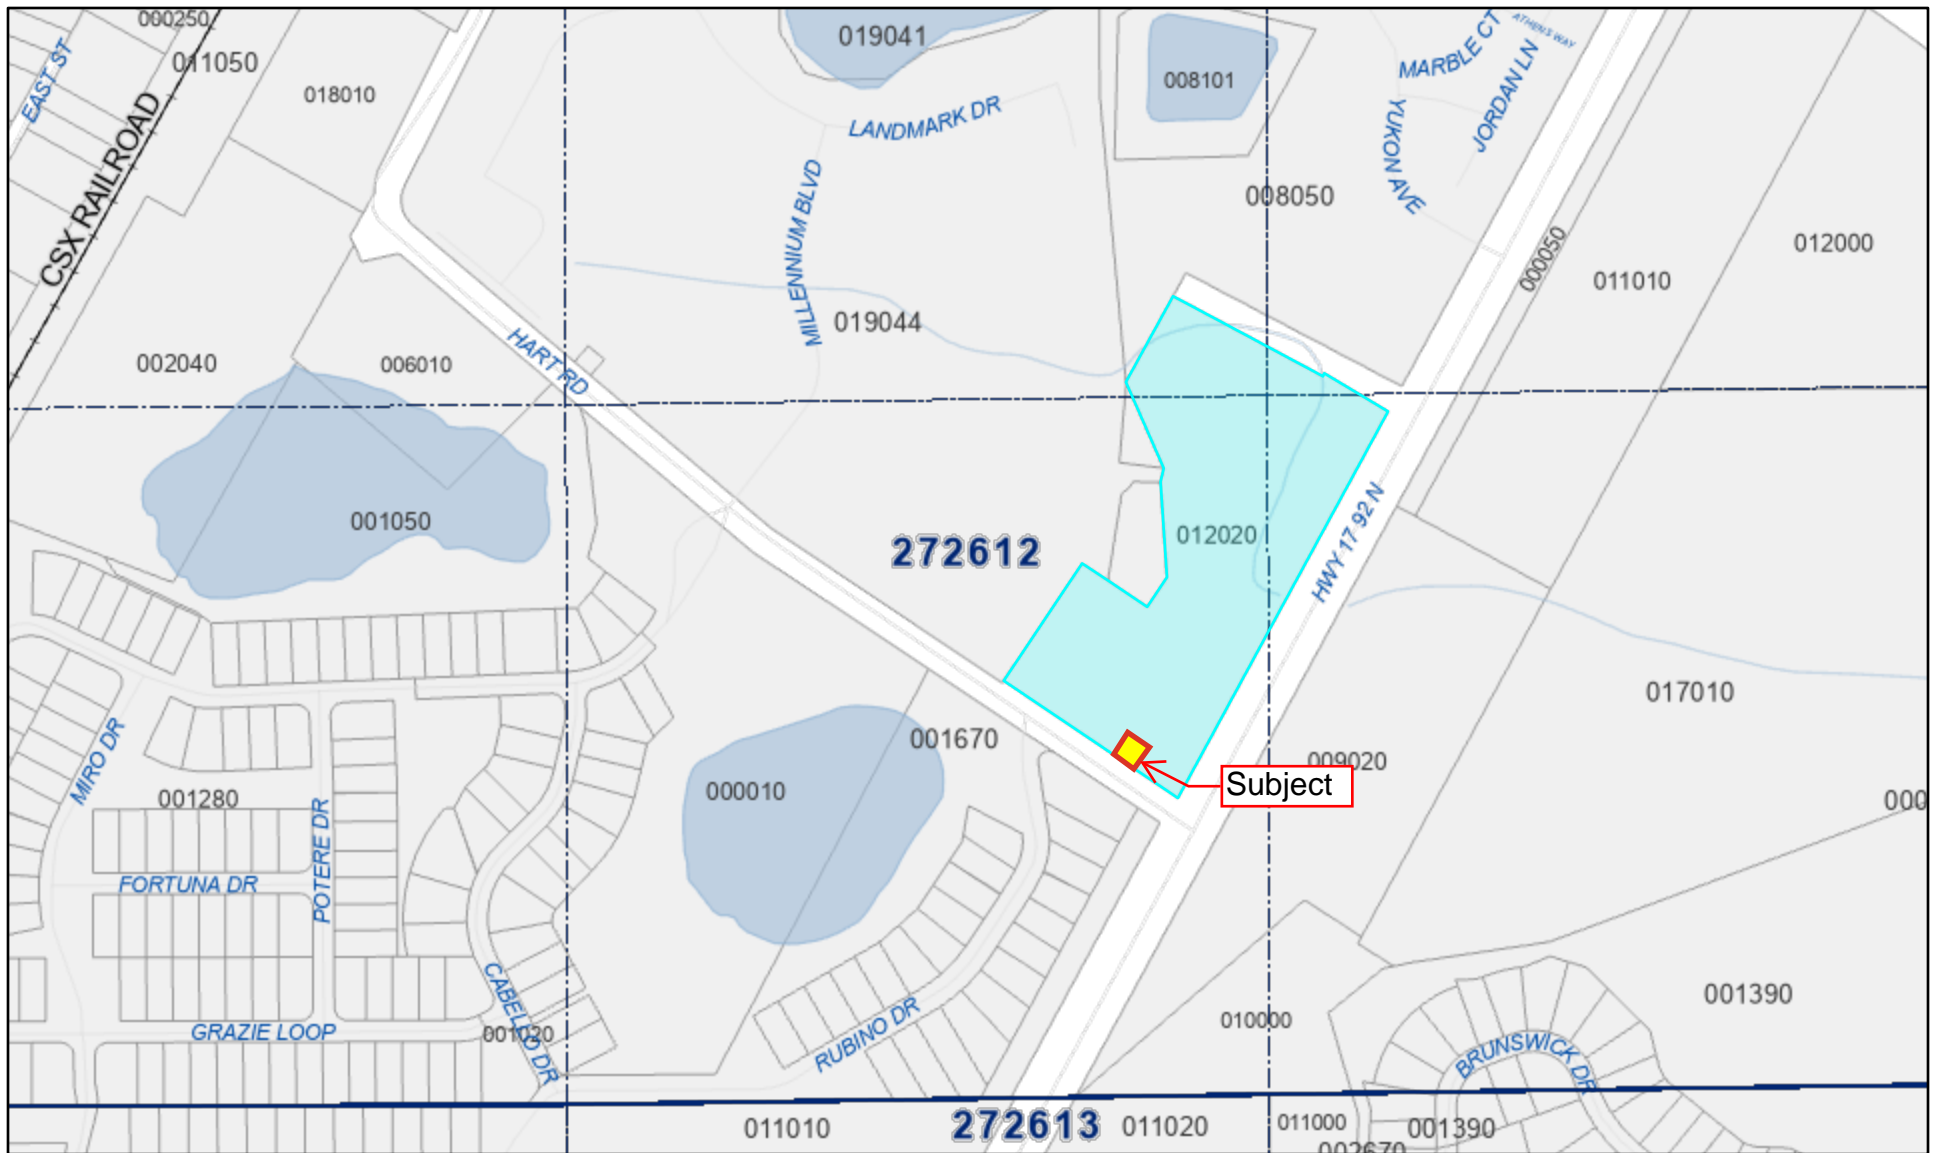 000250
019041
ATHENS WAY
MARBLE CT
EAST ST
011050
JORDAN LN
008101
018010
LANDMARK DR
YUKON AVE
CSX RAILROAD
MILLENNIUM BLVD
008050
000050
012000
011010
019044
HART RD
002040
006010
001050
272612
012020
HWY 17 92 N
017010
MIRO DR
001670
009020
Subject
000010
001280
000
POTERE DR
FORTUNA DR
CABELLO DR
001390
GRAZIE LOOP
001020
RUBINO DR
010000
BRUNSWICK DR
011010
272613
011020
011000
001390
002670